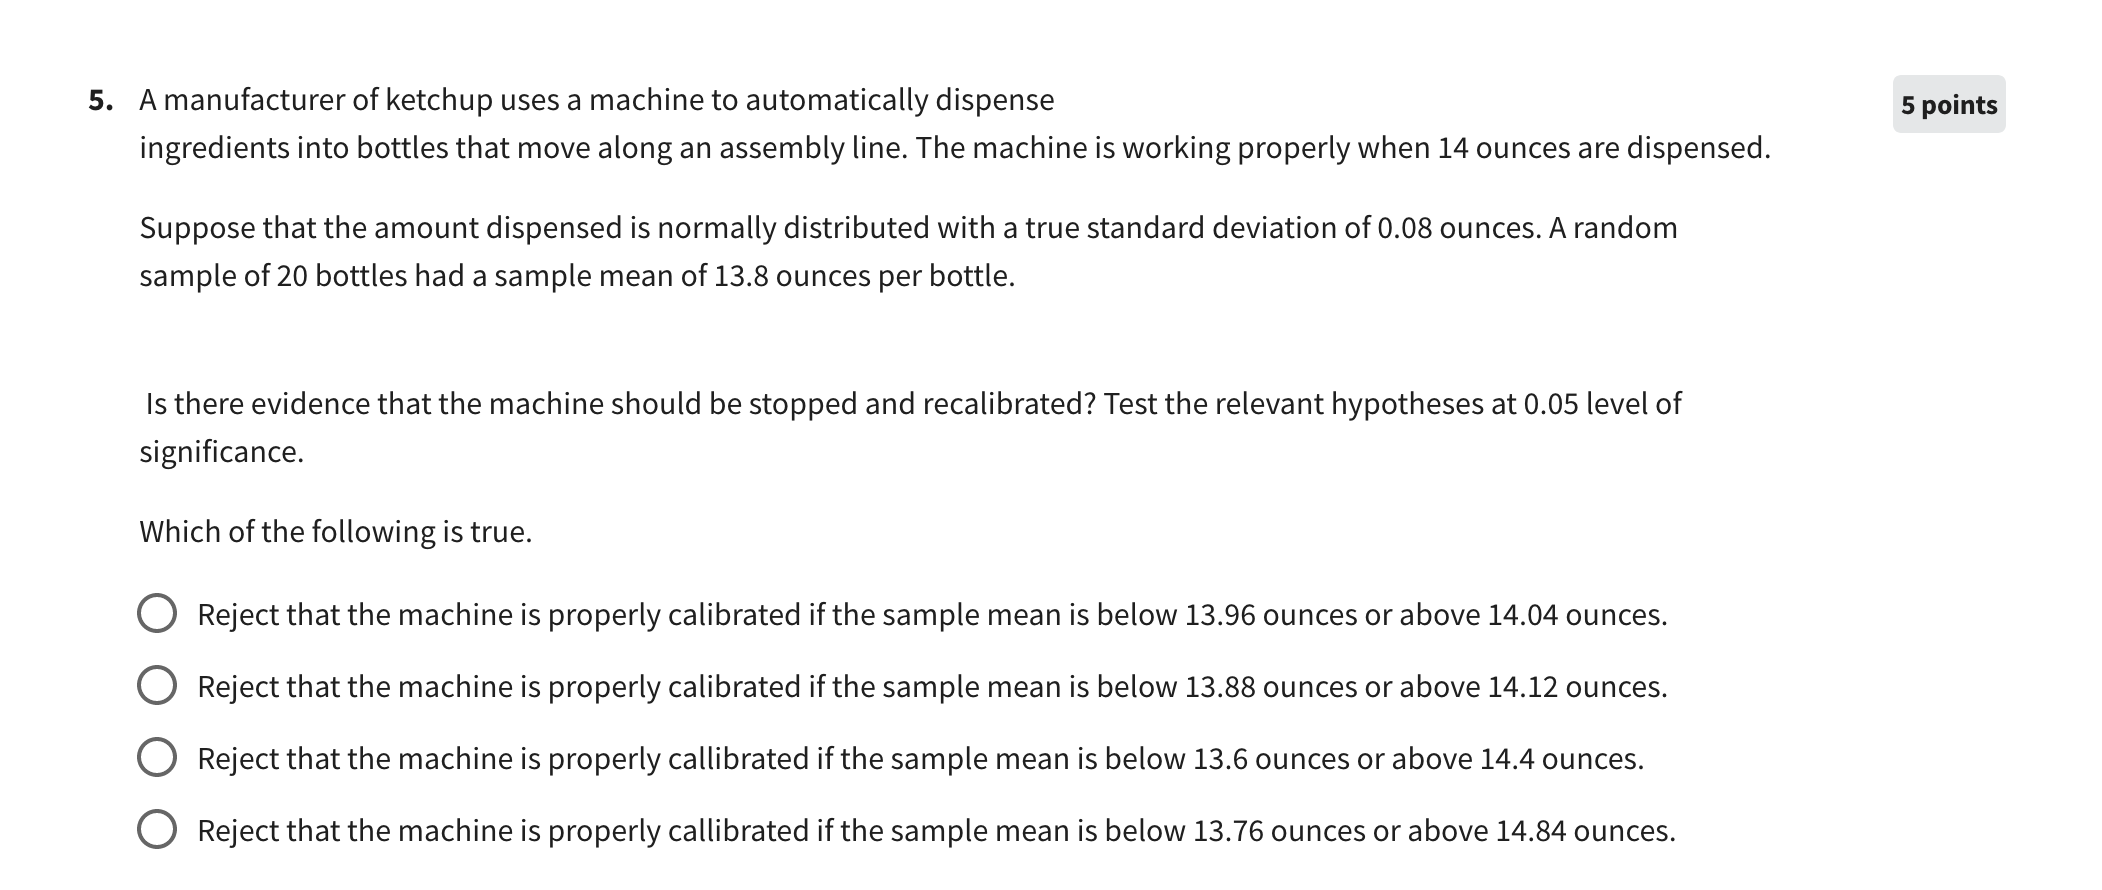 5. A manufacturer of ketchup uses a machine to automatically dispense
5 points
ingredients into bottles that move along an assembly line. The machine is working properly when 14 ounces are dispensed.
Suppose that the amount dispensed is normally distributed with a true standard deviation of 0.08 ounces. A random
sample of 20 bottles had a sample mean of 13.8 ounces per bottle.
Is there evidence that the machine should be stopped and recalibrated? Test the relevant hypotheses at 0.05 level of
significance.
Which of the following is true.
Reject that the machine is properly calibrated if the sample mean is below 13.96 ounces or above 14.04 ounces.
Reject that the machine is properly calibrated if the sample mean is below 13.88 ounces or above 14.12 ounces.
Reject that the machine is properly callibrated if the sample mean is below 13.6 ounces or above 14.4 ounces.
Reject that the machine is properly callibrated if the sample mean is below 13.76 ounces or above 14.84 ounces.